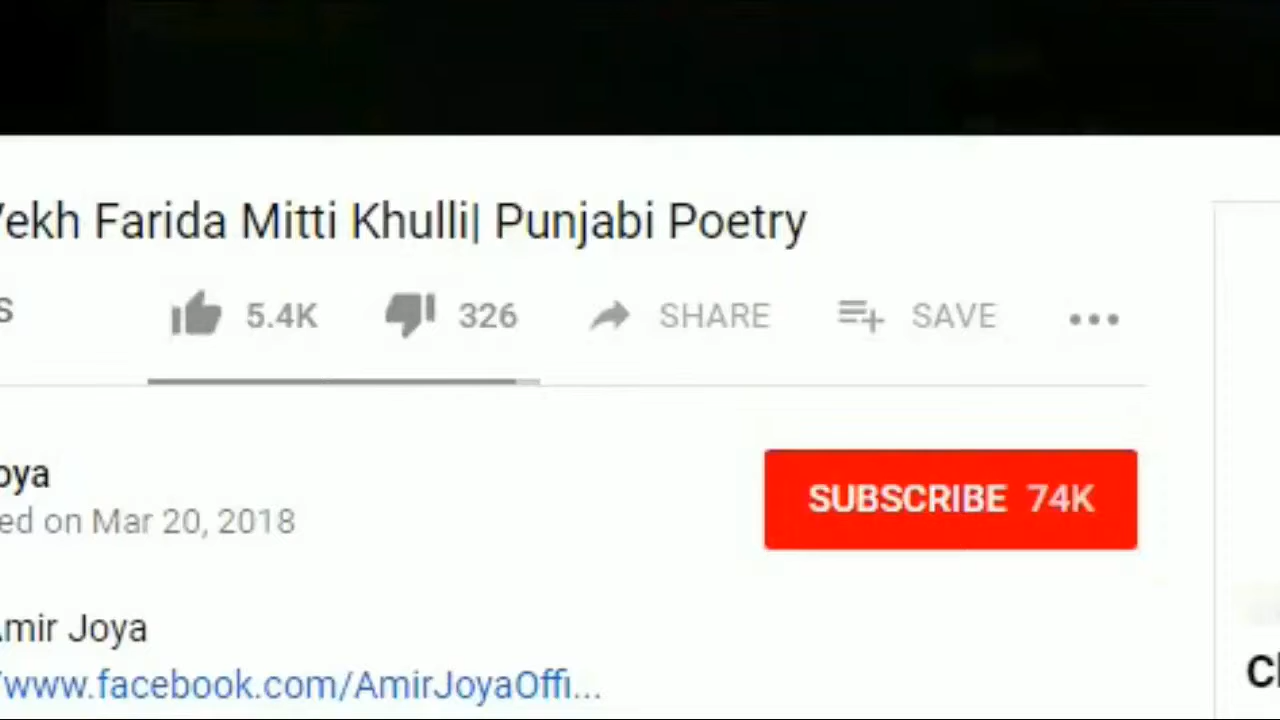 Vekh Farida Mitti Khulli| Punjabi Poetry
S 5.4K 326 SHARE SAVE
oya
ed on Mar 20, 2018
SUBSCRIBE 74K
Amir Joya
/www.facebook.com/AmirJoyaOffi...
Cl